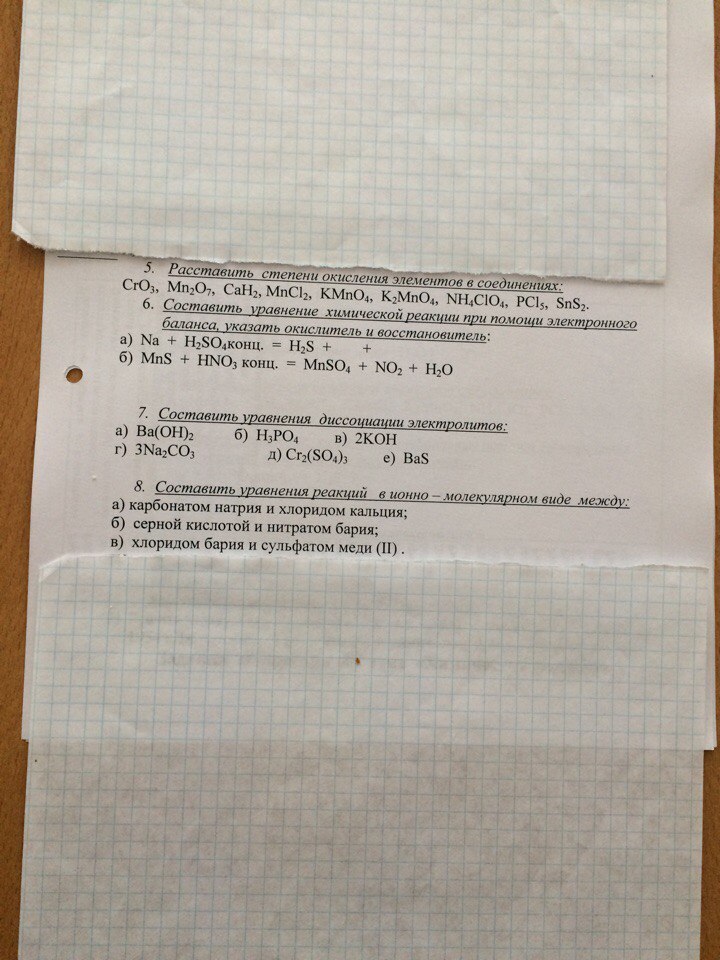 5. Расставить степени окисления элементов в соединениях:
CrO₃, Mn₂O₇, CaH₂, MnCl₂, KMnO₄, K₂MnO₄, NH₄ClO₄, PCl₅, SnS₂.
6. Составить уравнение химической реакции при помощи электронного
баланса, указать окислитель и восстановитель:
а) Na + H₂SO₄конц. = H₂S + +
б) MnS + HNO₃ конц. = MnSO₄ + NO₂ + H₂O
7. Составить уравнения диссоциации электролитов:
а) Ba(OH)₂ б) H₃PO₄ в) 2KOH
г) 3Na₂CO₃ д) Cr₂(SO₄)₃ е) BaS
8. Составить уравнения реакций в ионно – молекулярном виде между:
а) карбонатом натрия и хлоридом кальция;
б) серной кислотой и нитратом бария;
в) хлоридом бария и сульфатом меди (II) .